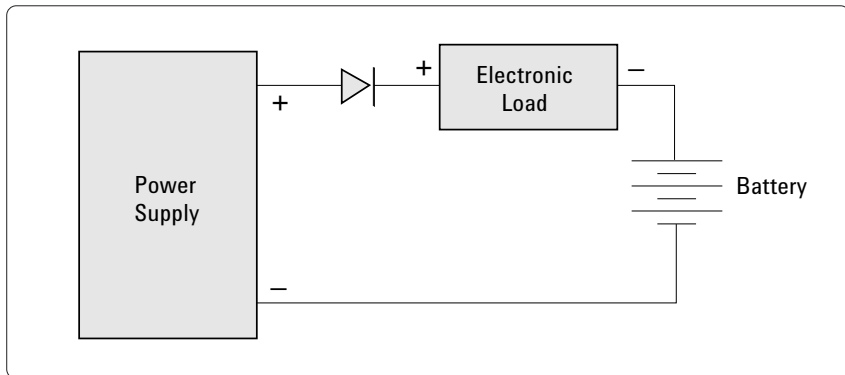 +
Electronic
Load
–
+
Power
Supply
Battery
–